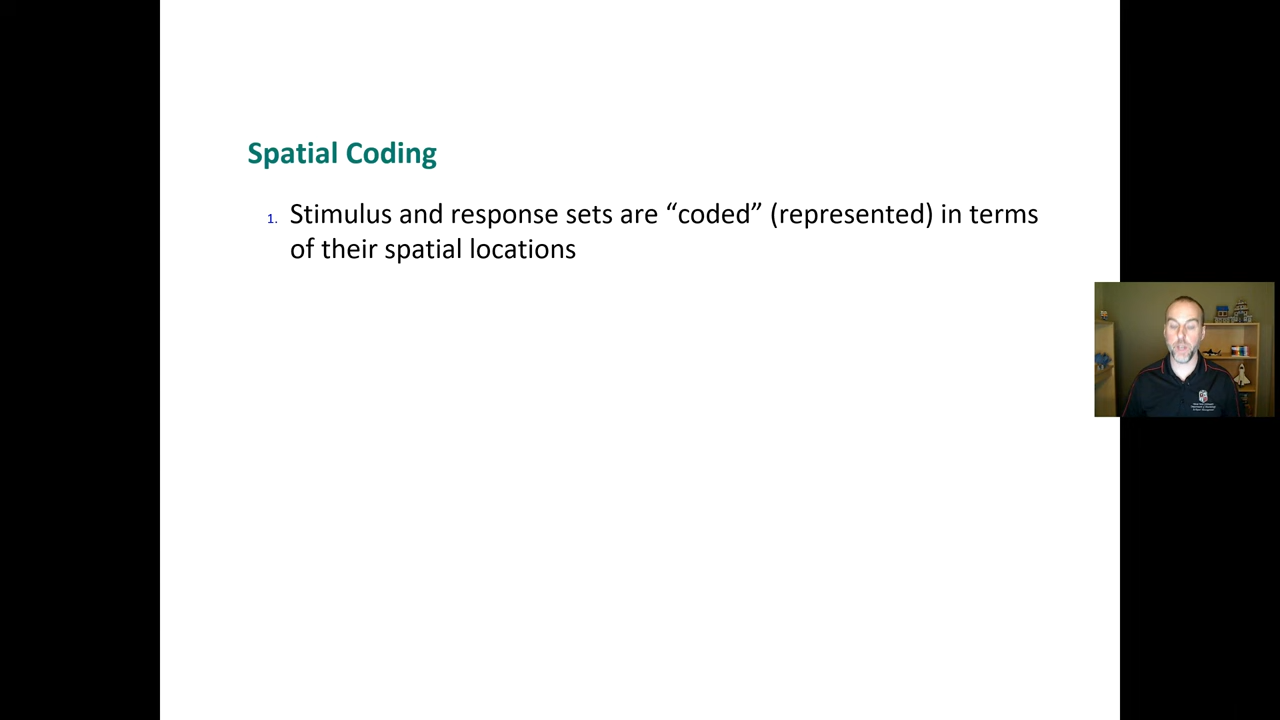 Spatial Coding
1. Stimulus and response sets are “coded” (represented) in terms
of their spatial locations